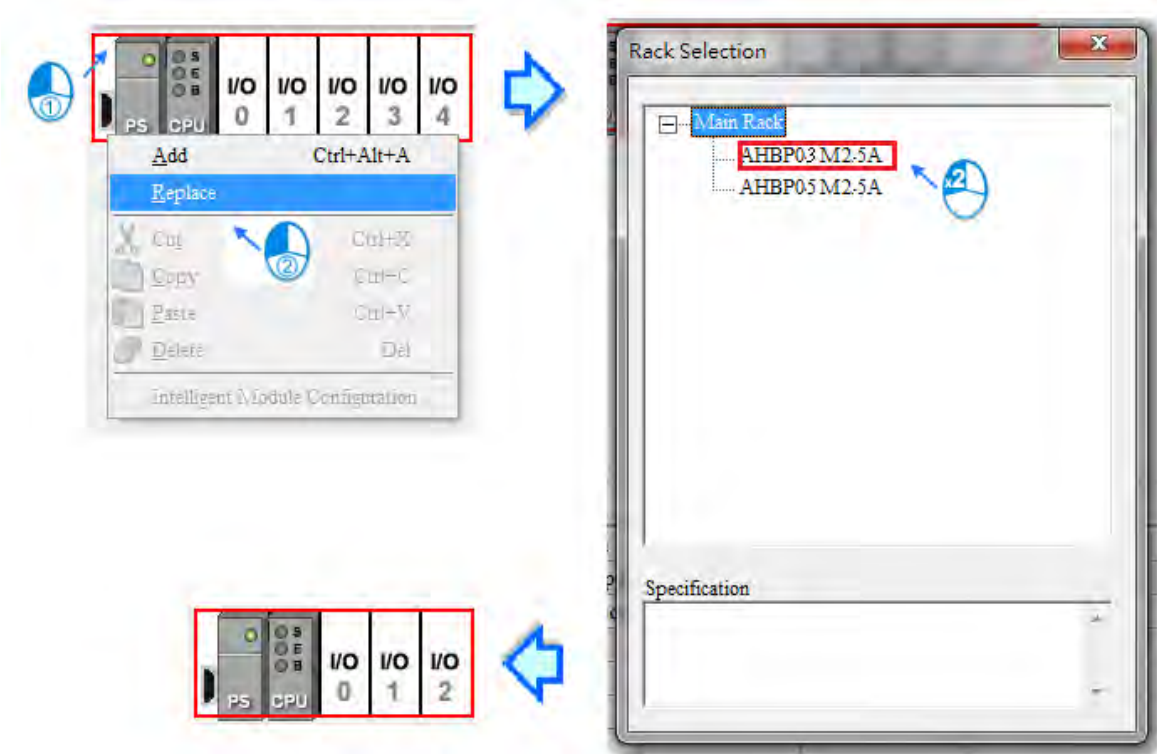 S
E
B
PS CPU I/O 0 I/O 1 I/O 2 I/O 3 I/O 4
①
Add Ctrl+Alt+A
Replace
②
Cut Ctrl+X
Copy Ctrl+C
Paste Ctrl+V
Delete Del
Intelligent Module Configuration
Rack Selection
Main Rack
AHBP03M2-5A
x2
AHBP05M2-5A
Specification
S
E
B
PS CPU I/O 0 I/O 1 I/O 2